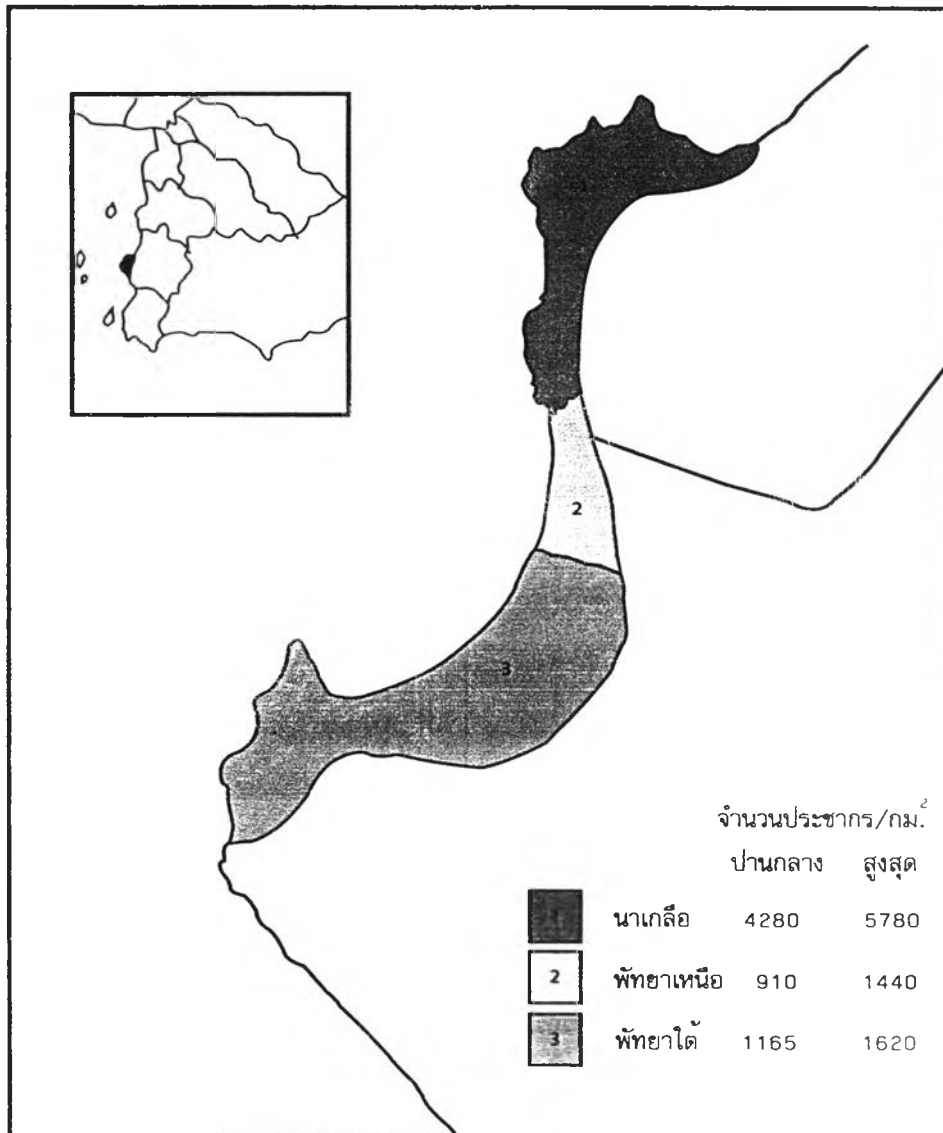 2
3
จำนวนประชากร/กม.²
ปานกลาง สูงสุด
1 นาเกลือ 4280 5780
2 พัทยาเหนือ 910 1440
3 พัทยาใต้ 1165 1620